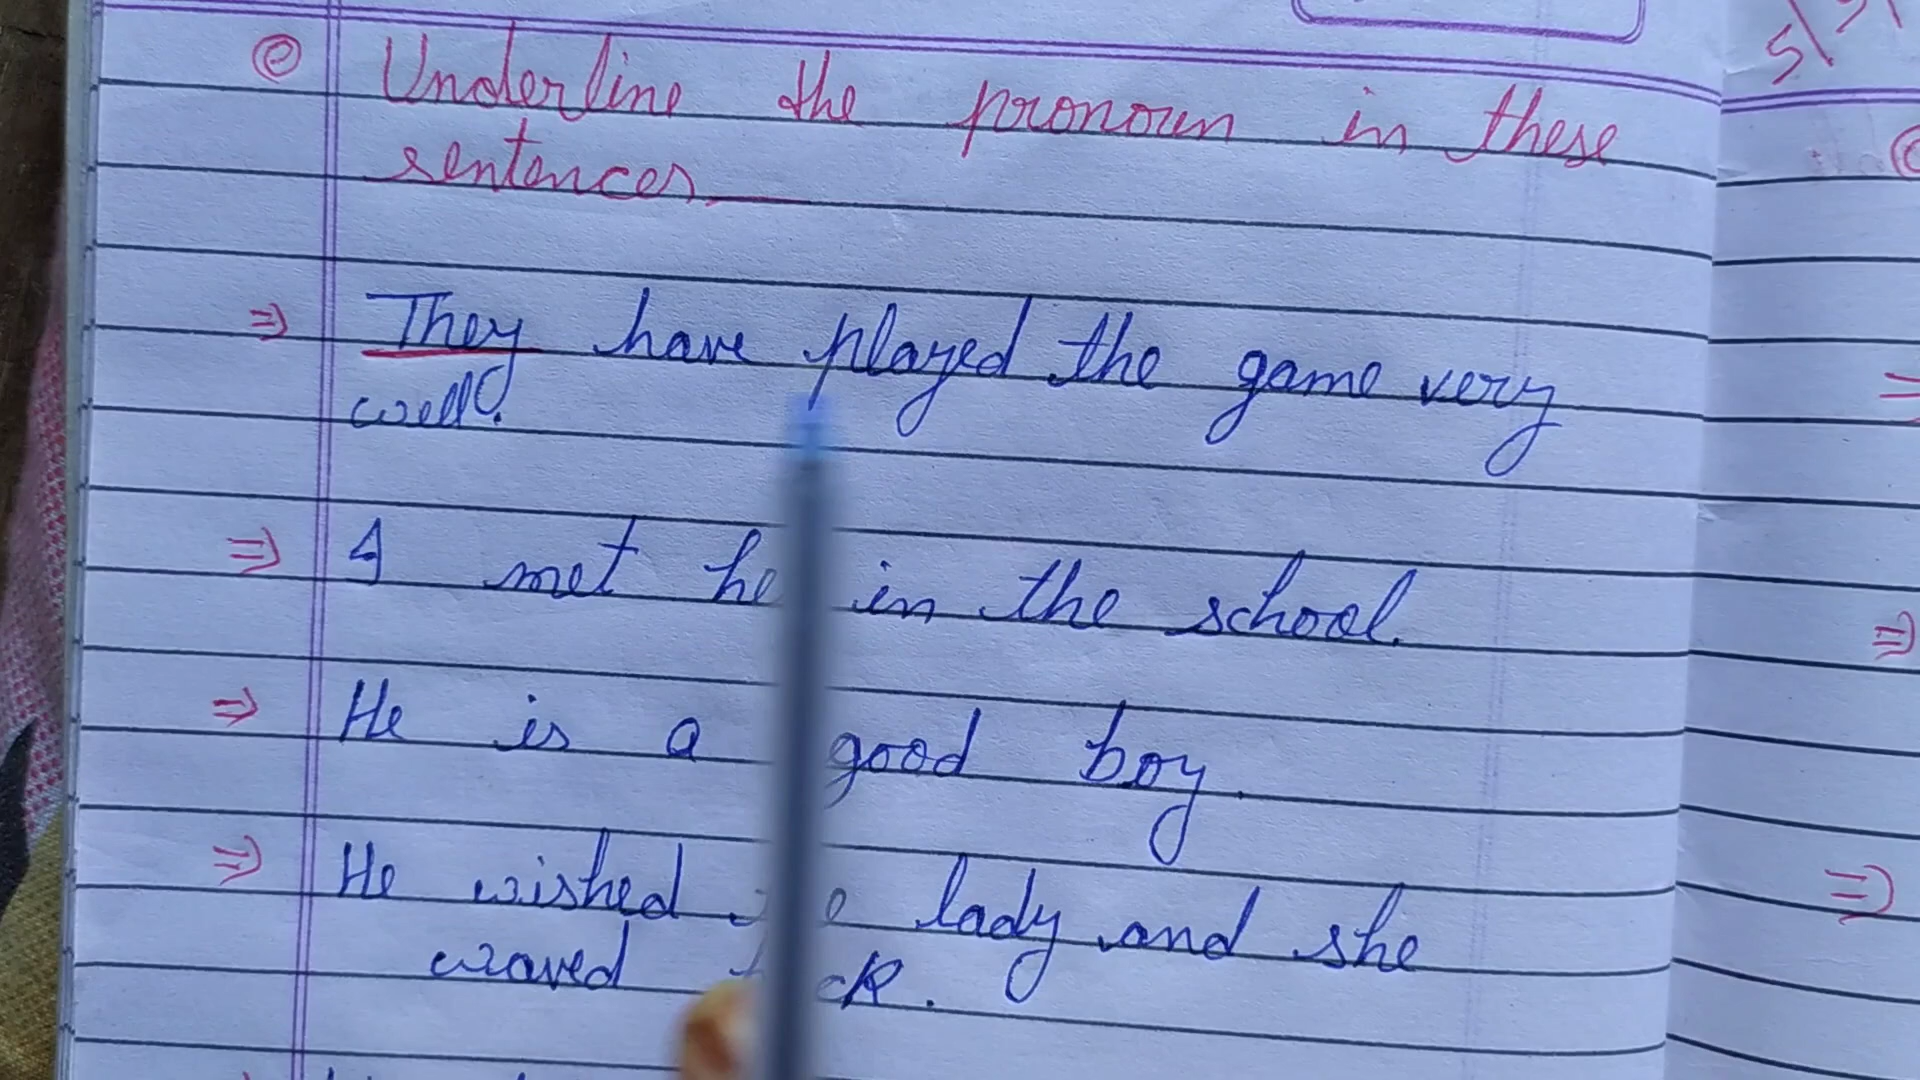 Underline the pronoun in these
sentences
They have played the game very
well.
I met in the school.
He is a good boy.
He wished lady and she
waved